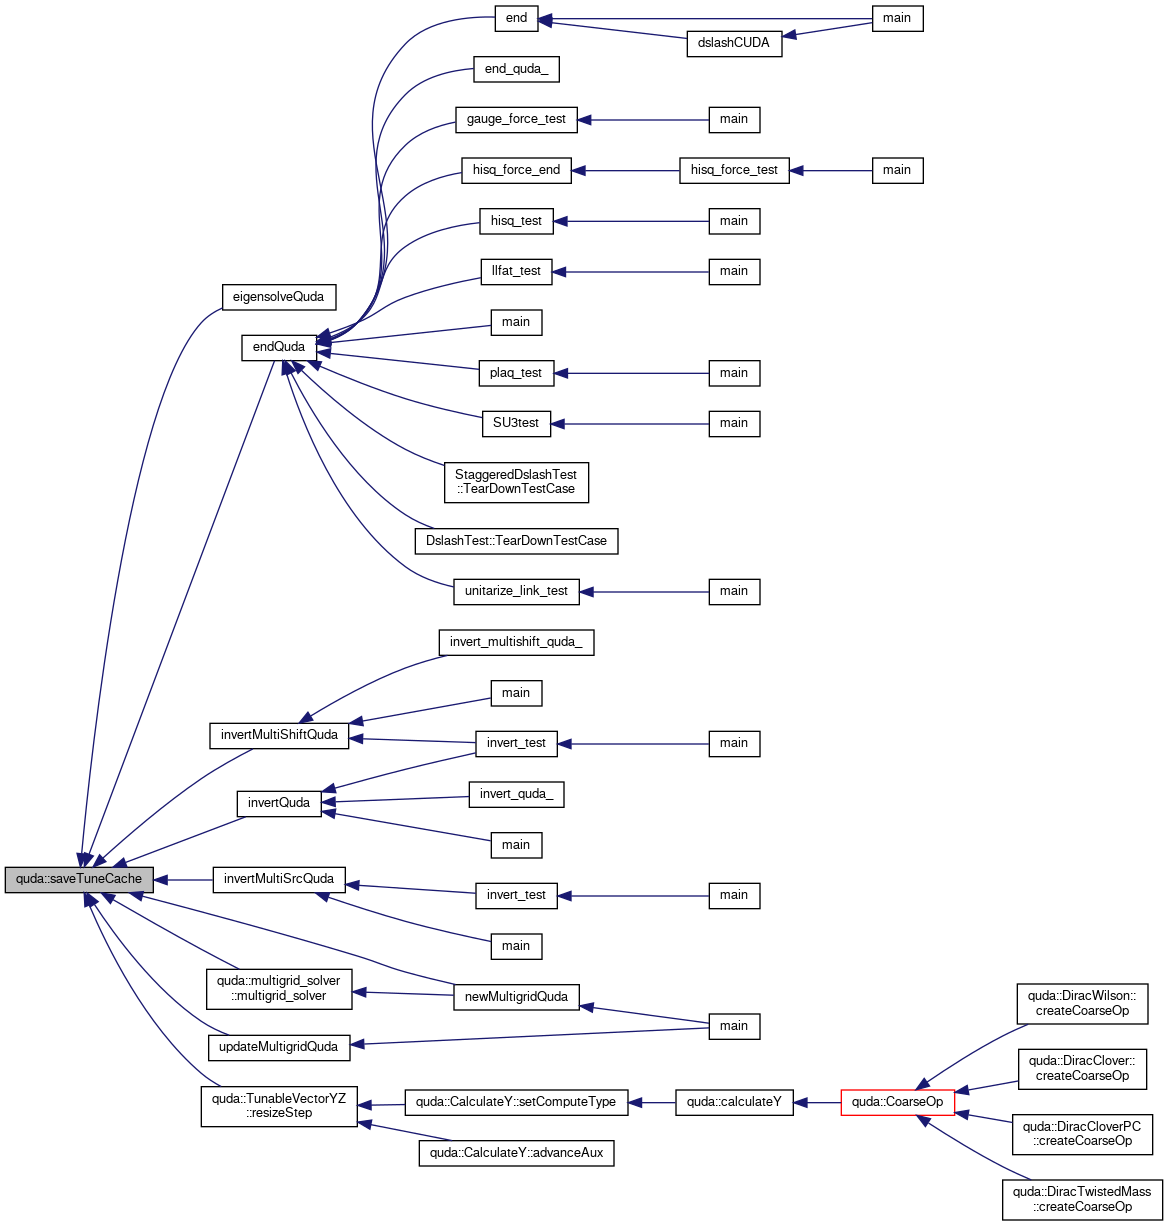 end
main
dslashCUDA
end_quda_
gauge_force_test
main
hisq_force_end
hisq_force_test
main
hisq_test
main
llfat_test
main
eigensolveQuda
main
endQuda
plaq_test
main
SU3test
main
StaggeredDslashTest
::TearDownTestCase
DslashTest::TearDownTestCase
unitarize_link_test
main
invert_multishift_quda_
main
invertMultiShiftQuda
invert_test
main
invertQuda
invert_quda_
main
quda::saveTuneCache
invertMultiSrcQuda
invert_test
main
main
quda::multigrid_solver
::multigrid_solver
newMultigridQuda
quda::DiracWilson::
createCoarseOp
main
updateMultigridQuda
quda::DiracClover::
createCoarseOp
quda::TunableVectorYZ
::resizeStep
quda::CalculateY::setComputeType
quda::calculateY
quda::CoarseOp
quda::DiracCloverPC
::createCoarseOp
quda::CalculateY::advanceAux
quda::DiracTwistedMass
::createCoarseOp